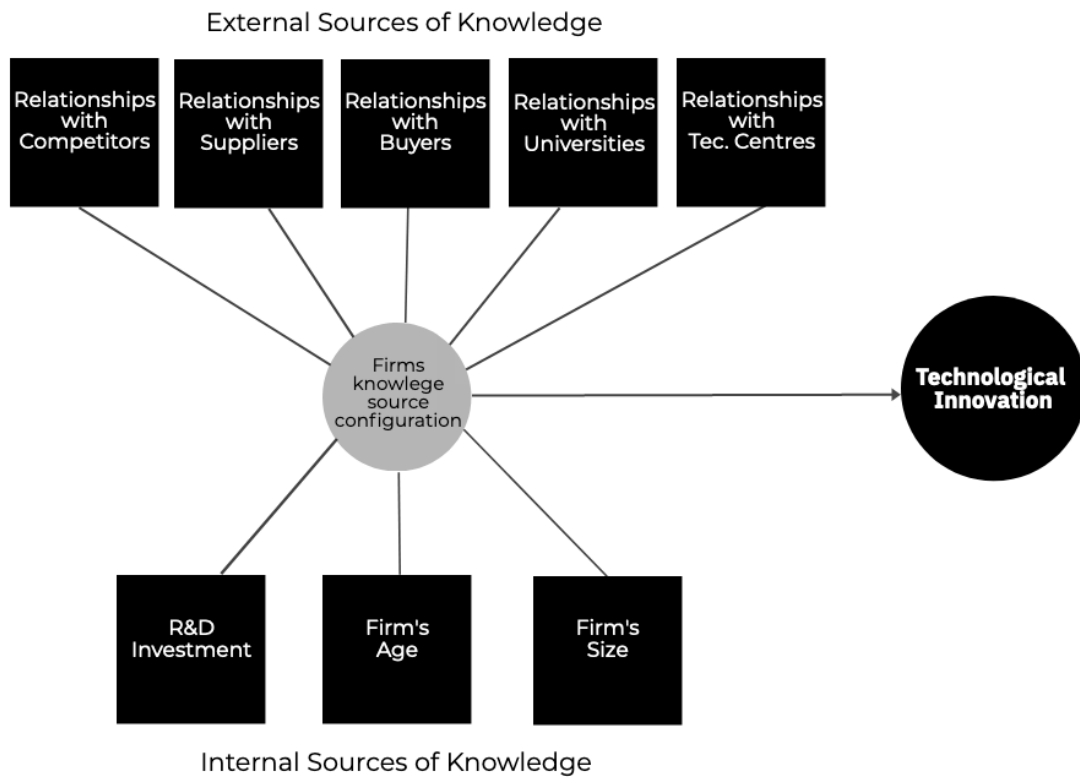 External Sources of Knowledge
Relationships
with
Competitors
Relationships
with
Suppliers
Relationships
with
Buyers
Relationships
with
Universities
Relationships
with
Tec. Centres
Firms
knowlege
source
configuration
Technological
Innovation
R&D
Investment
Firm's
Age
Firm's
Size
Internal Sources of Knowledge